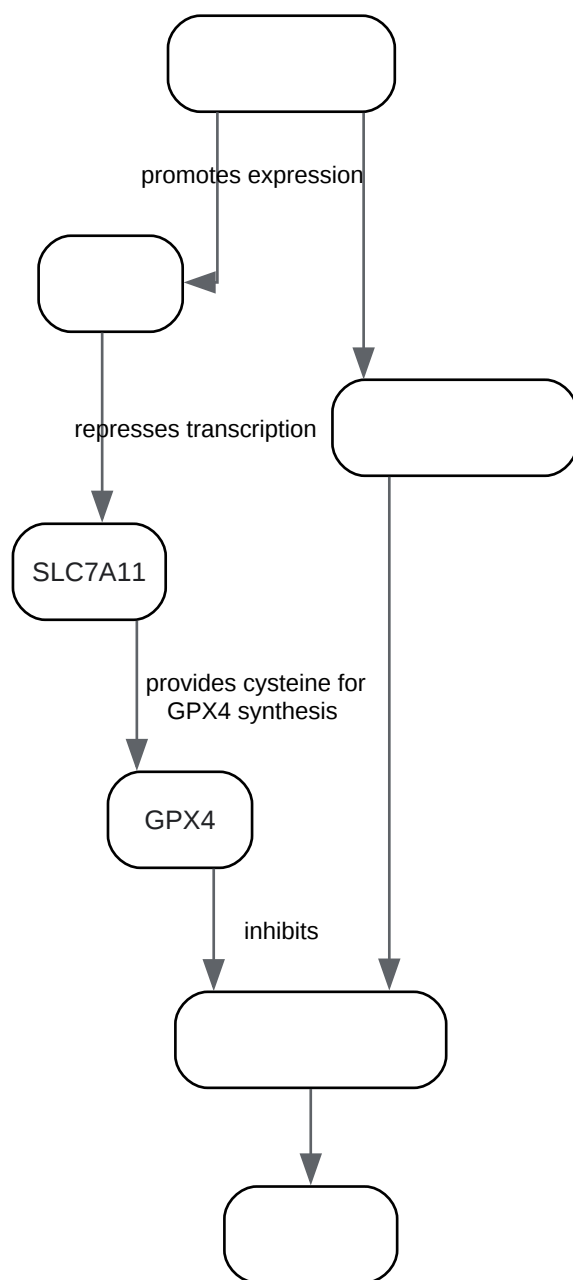 promotes expression
represses transcription
SLC7A11
provides cysteine for
GPX4 synthesis
GPX4
inhibits